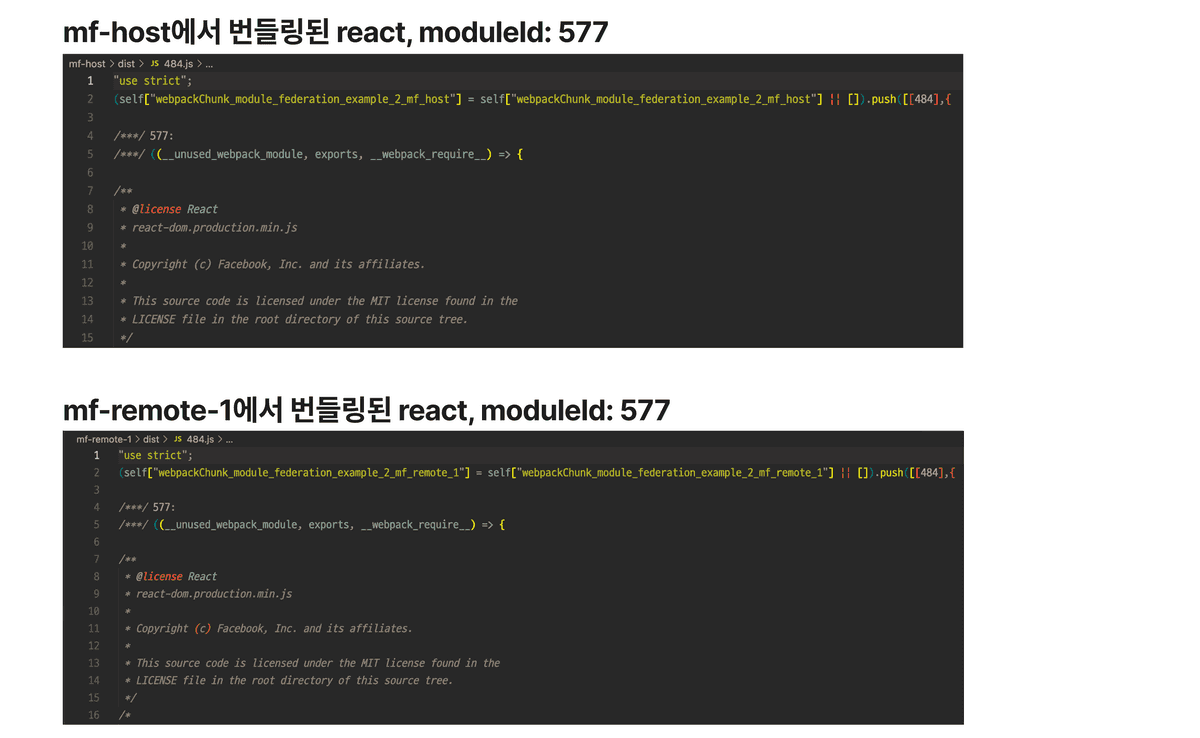 mf-host에서 번들링된 react, moduleId: 577
mf-host > dist > JS 484.js > ...
1 "use strict";
2 (self["webpackChunk_module_federation_example_2_mf_host"] = self["webpackChunk_module_federation_example_2_mf_host"] || []).push([[484],{
3
4 /***/ 577:
5 /***/ ((__unused_webpack_module, exports, __webpack_require__) => {
6
7 /**
8 * @license React
9 * react-dom.production.min.js
10 *
11 * Copyright (c) Facebook, Inc. and its affiliates.
12 *
13 * This source code is licensed under the MIT license found in the
14 * LICENSE file in the root directory of this source tree.
15 */
mf-remote-1에서 번들링된 react, moduleId: 577
mf-remote-1 > dist > JS 484.js > ...
1 "use strict";
2 (self["webpackChunk_module_federation_example_2_mf_remote_1"] = self["webpackChunk_module_federation_example_2_mf_remote_1"] || []).push([[484],{
3
4 /***/ 577:
5 /***/ ((__unused_webpack_module, exports, __webpack_require__) => {
6
7 /**
8 * @license React
9 * react-dom.production.min.js
10 *
11 * Copyright (c) Facebook, Inc. and its affiliates.
12 *
13 * This source code is licensed under the MIT license found in the
14 * LICENSE file in the root directory of this source tree.
15 */
16 /*